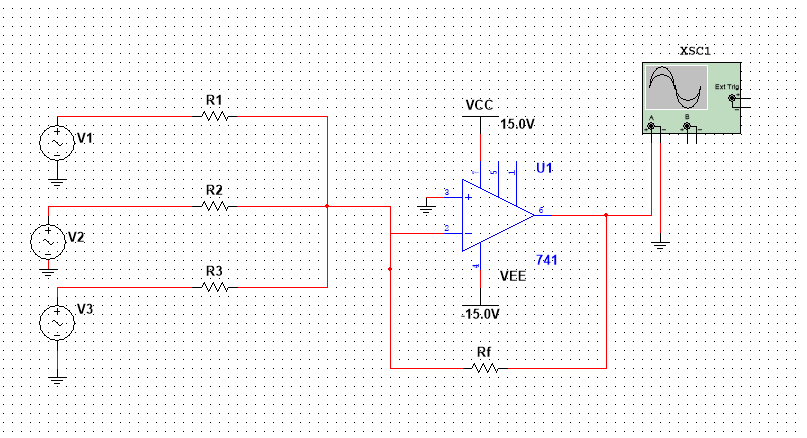 XSC1
Ext Trig
+
-
A
B
+ - + -
R1
VCC
15.0V
V1
U1
7 5 1
3
R2
6
2
V2
741
4
R3
VEE
V3
-15.0V
Rf